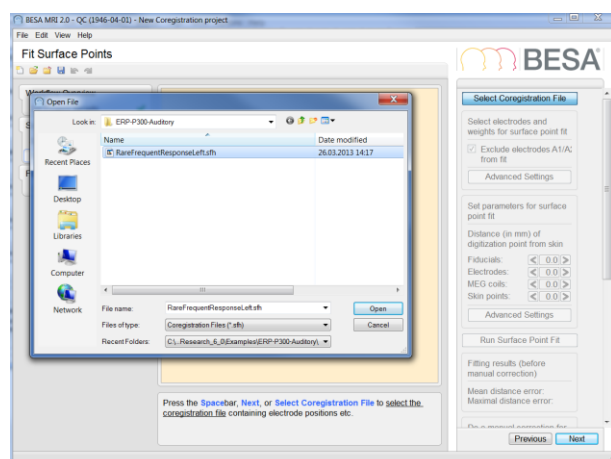 BESA MRI 2.0 - QC (1946-04-01) - New Coregistration project
File Edit View Help
Fit Surface Points
BESA
Open File
Look in: ERP-P300-Auditory
Name Date modified
RareFrequentResponseLeft.sfh 26.03.2013 14:17
Recent Places
Desktop
Libraries
Computer
Network
File name: RareFrequentResponseLeft.sfh Open
Files of type: Coregistration Files (*.sfh) Cancel
Recent Folders: C:\..Research_6_0\Examples\ERP-P300-Auditory\
Press the Spacebar, Next, or Select Coregistration File to select the
coregistration file containing electrode positions etc.
Select Coregistration File
Select electrodes and
weights for surface point fit
Exclude electrodes A1/A
from fit
Advanced Settings
Set parameters for surface
point fit
Distance (in mm) of
digitization point from skin
Fiducials: < 0.0 >
Electrodes: < 0.0 >
MEG coils: < 0.0 >
Skin points: < 0.0 >
Advanced Settings
Run Surface Point Fit
Fitting results (before
manual correction)
Mean distance error:
Maximal distance error:
Previous Next